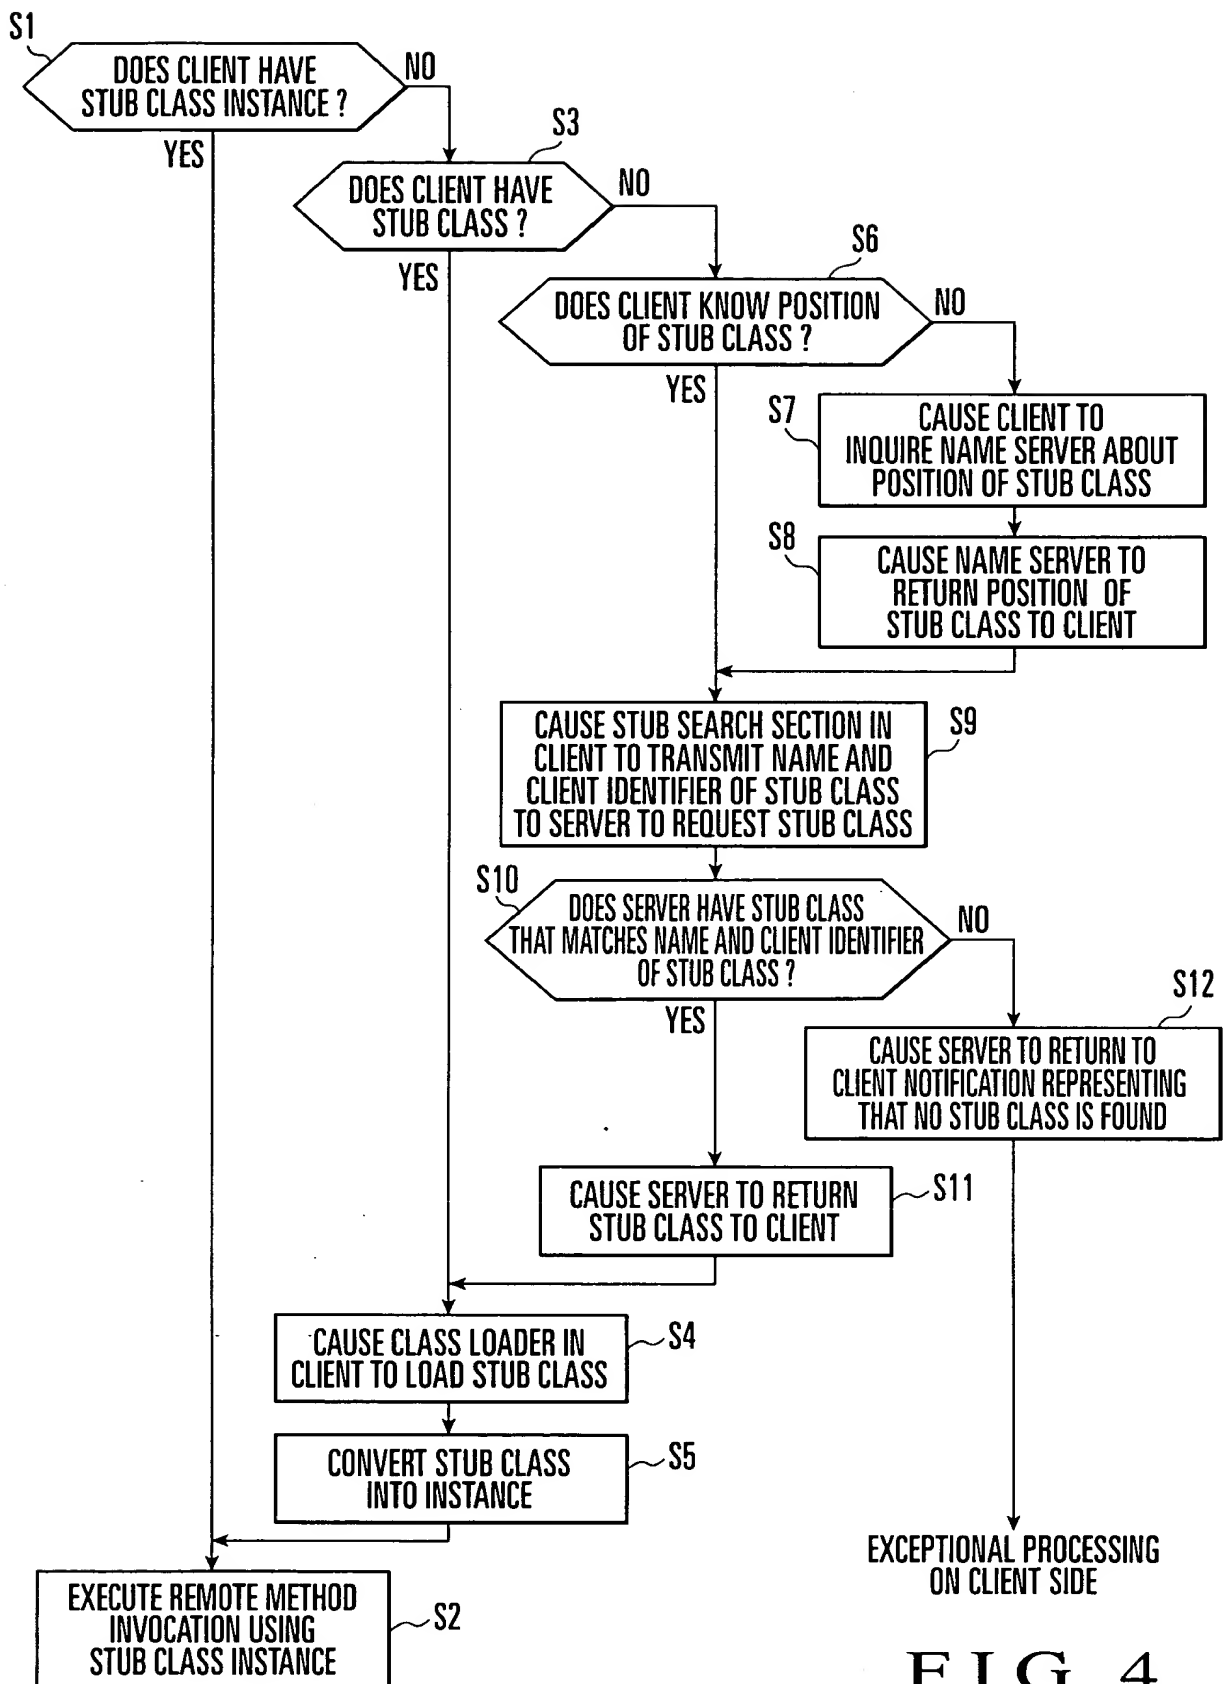 S1
DOES CLIENT HAVE
STUB CLASS INSTANCE ?
NO
YES
S3
DOES CLIENT HAVE
STUB CLASS ?
NO
YES
S6
DOES CLIENT KNOW POSITION
OF STUB CLASS ?
NO
YES
S7
CAUSE CLIENT TO
INQUIRE NAME SERVER ABOUT
POSITION OF STUB CLASS
S8
CAUSE NAME SERVER TO
RETURN POSITION OF
STUB CLASS TO CLIENT
CAUSE STUB SEARCH SECTION IN
CLIENT TO TRANSMIT NAME AND
CLIENT IDENTIFIER OF STUB CLASS
TO SERVER TO REQUEST STUB CLASS
S9
S10
DOES SERVER HAVE STUB CLASS
THAT MATCHES NAME AND CLIENT IDENTIFIER
OF STUB CLASS ?
NO
YES
S12
CAUSE SERVER TO RETURN TO
CLIENT NOTIFICATION REPRESENTING
THAT NO STUB CLASS IS FOUND
CAUSE SERVER TO RETURN
STUB CLASS TO CLIENT
S11
CAUSE CLASS LOADER IN
CLIENT TO LOAD STUB CLASS
S4
CONVERT STUB CLASS
INTO INSTANCE
S5
EXCEPTIONAL PROCESSING
ON CLIENT SIDE
EXECUTE REMOTE METHOD
INVOCATION USING
STUB CLASS INSTANCE
S2
FIG. 4